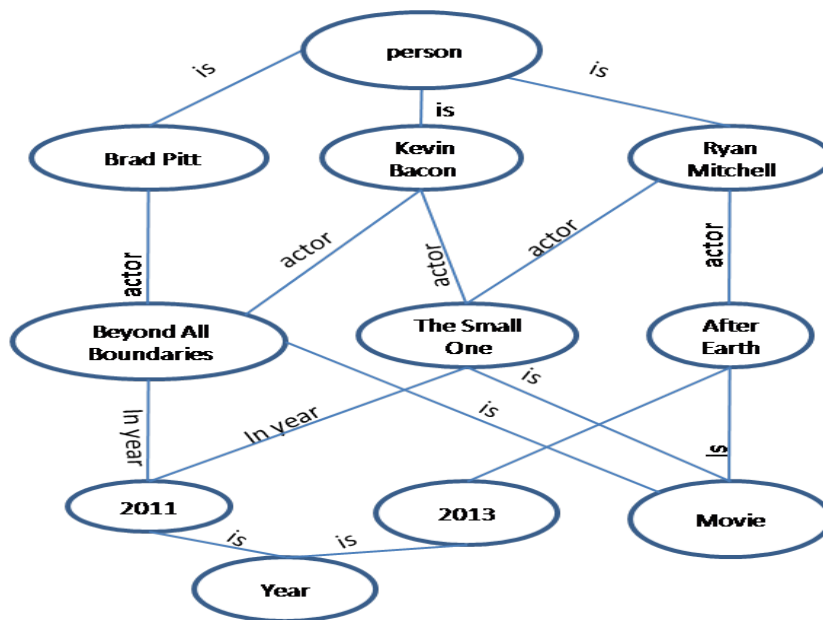 person
is
is
is
Brad Pitt
Kevin
Bacon
Ryan
Mitchell
actor
actor
actor
actor
actor
Beyond All
Boundaries
The Small
One
After
Earth
In year
In year
is
is
Is
2011
2013
Movie
is
is
Year